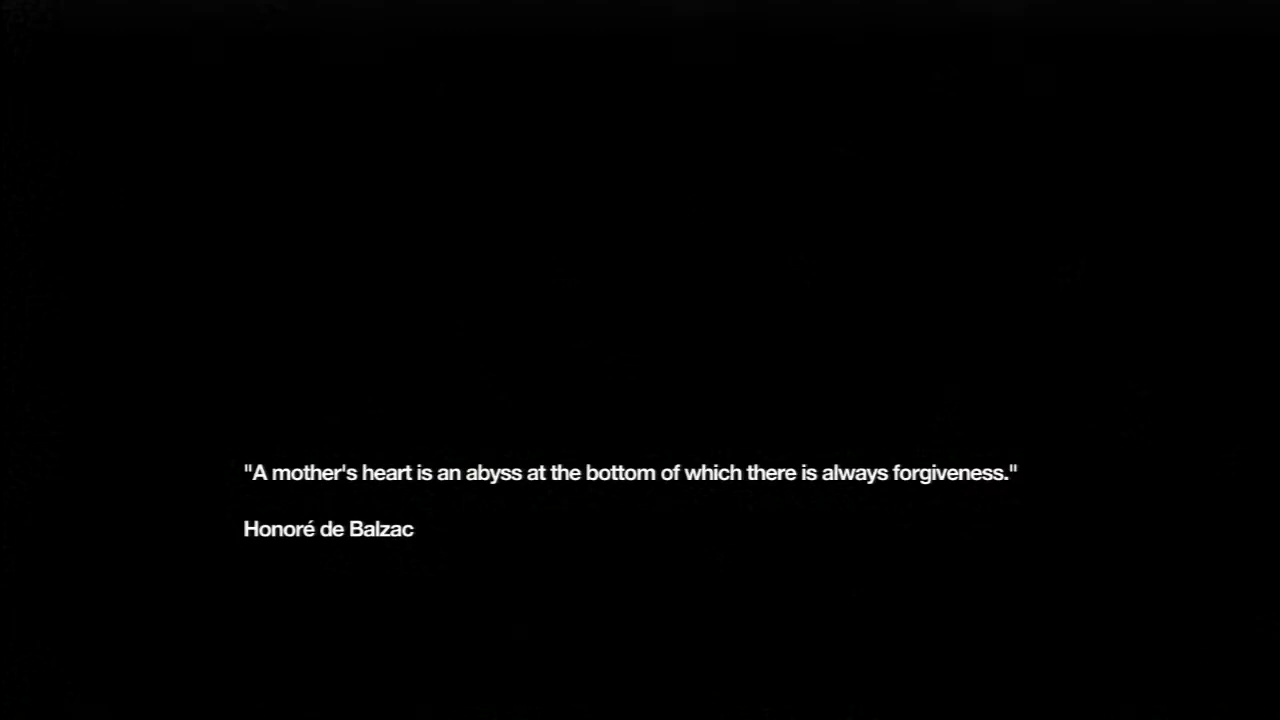 "A mother's heart is an abyss at the bottom of which there is always forgiveness."
Honoré de Balzac